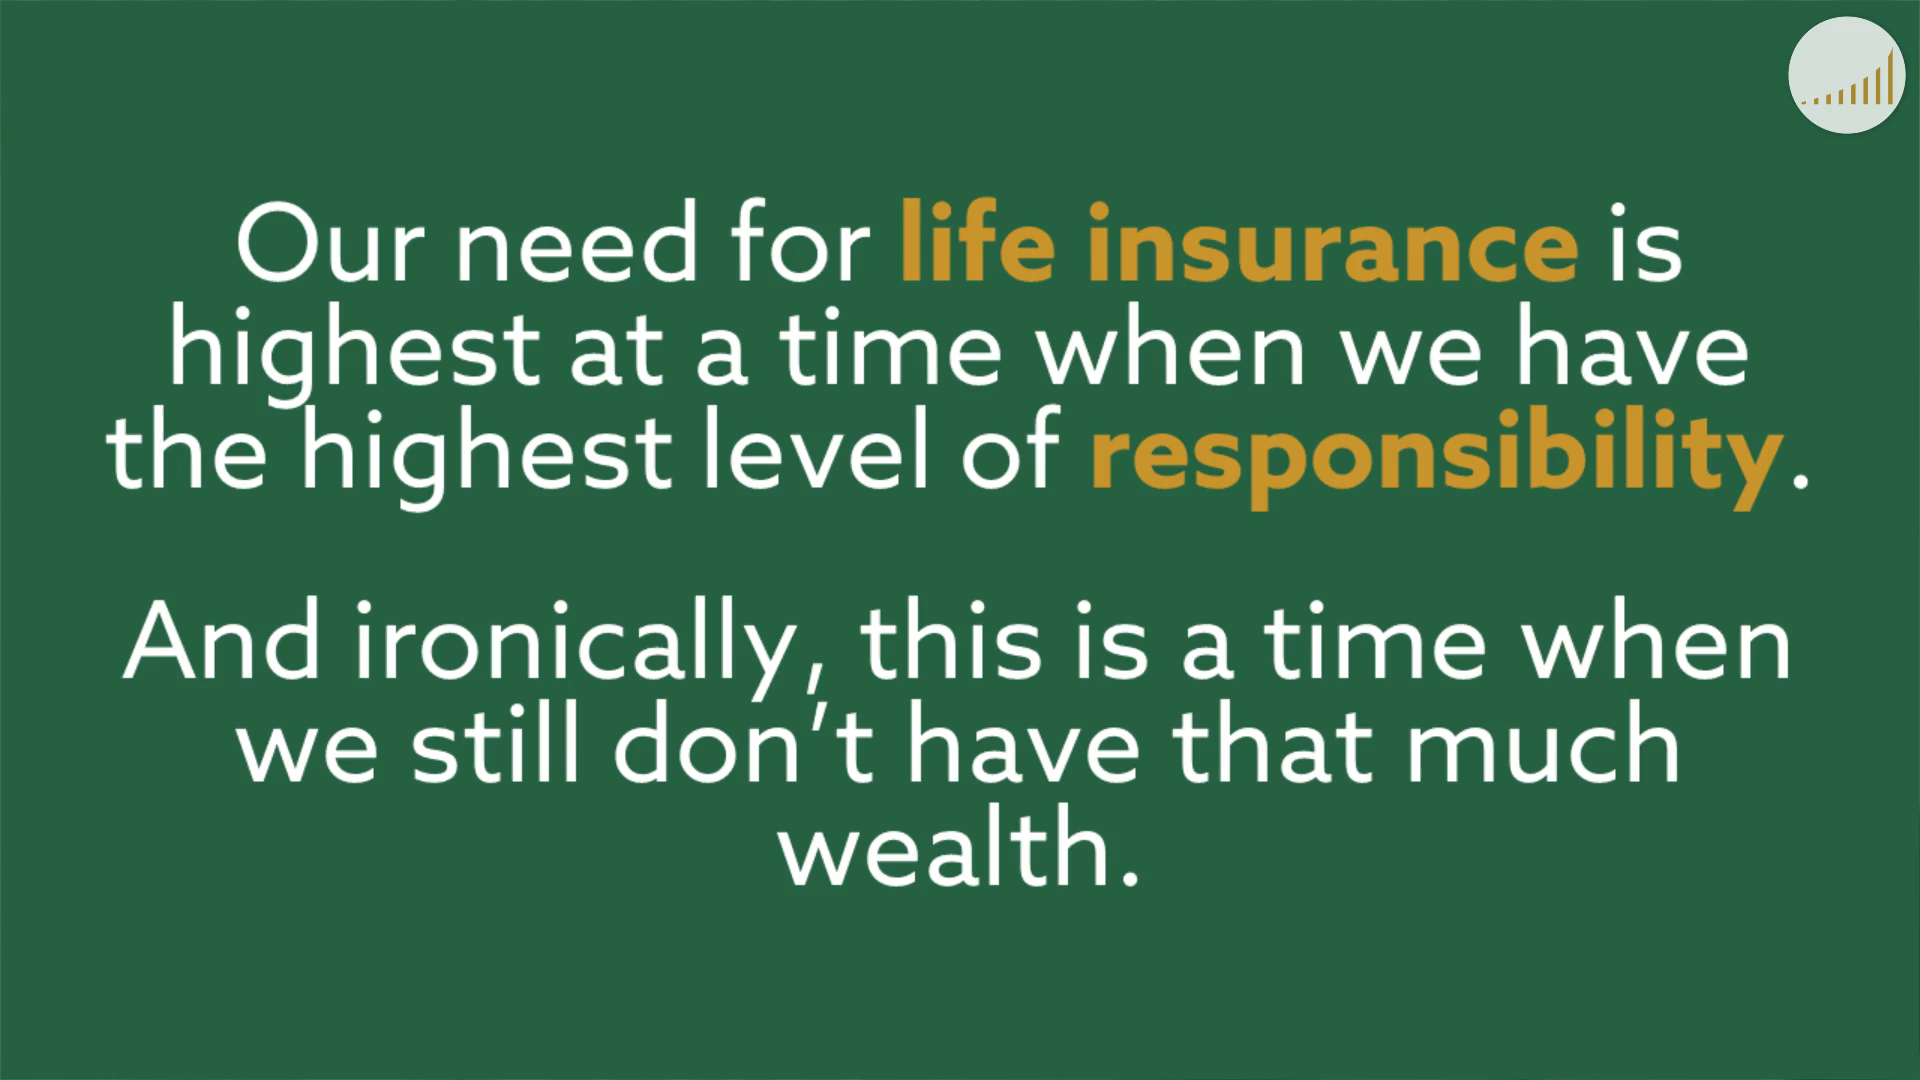 Our need for life insurance is
highest at a time when we have
the highest level of responsibility.
And ironically, this is a time when
we still don't have that much
wealth.